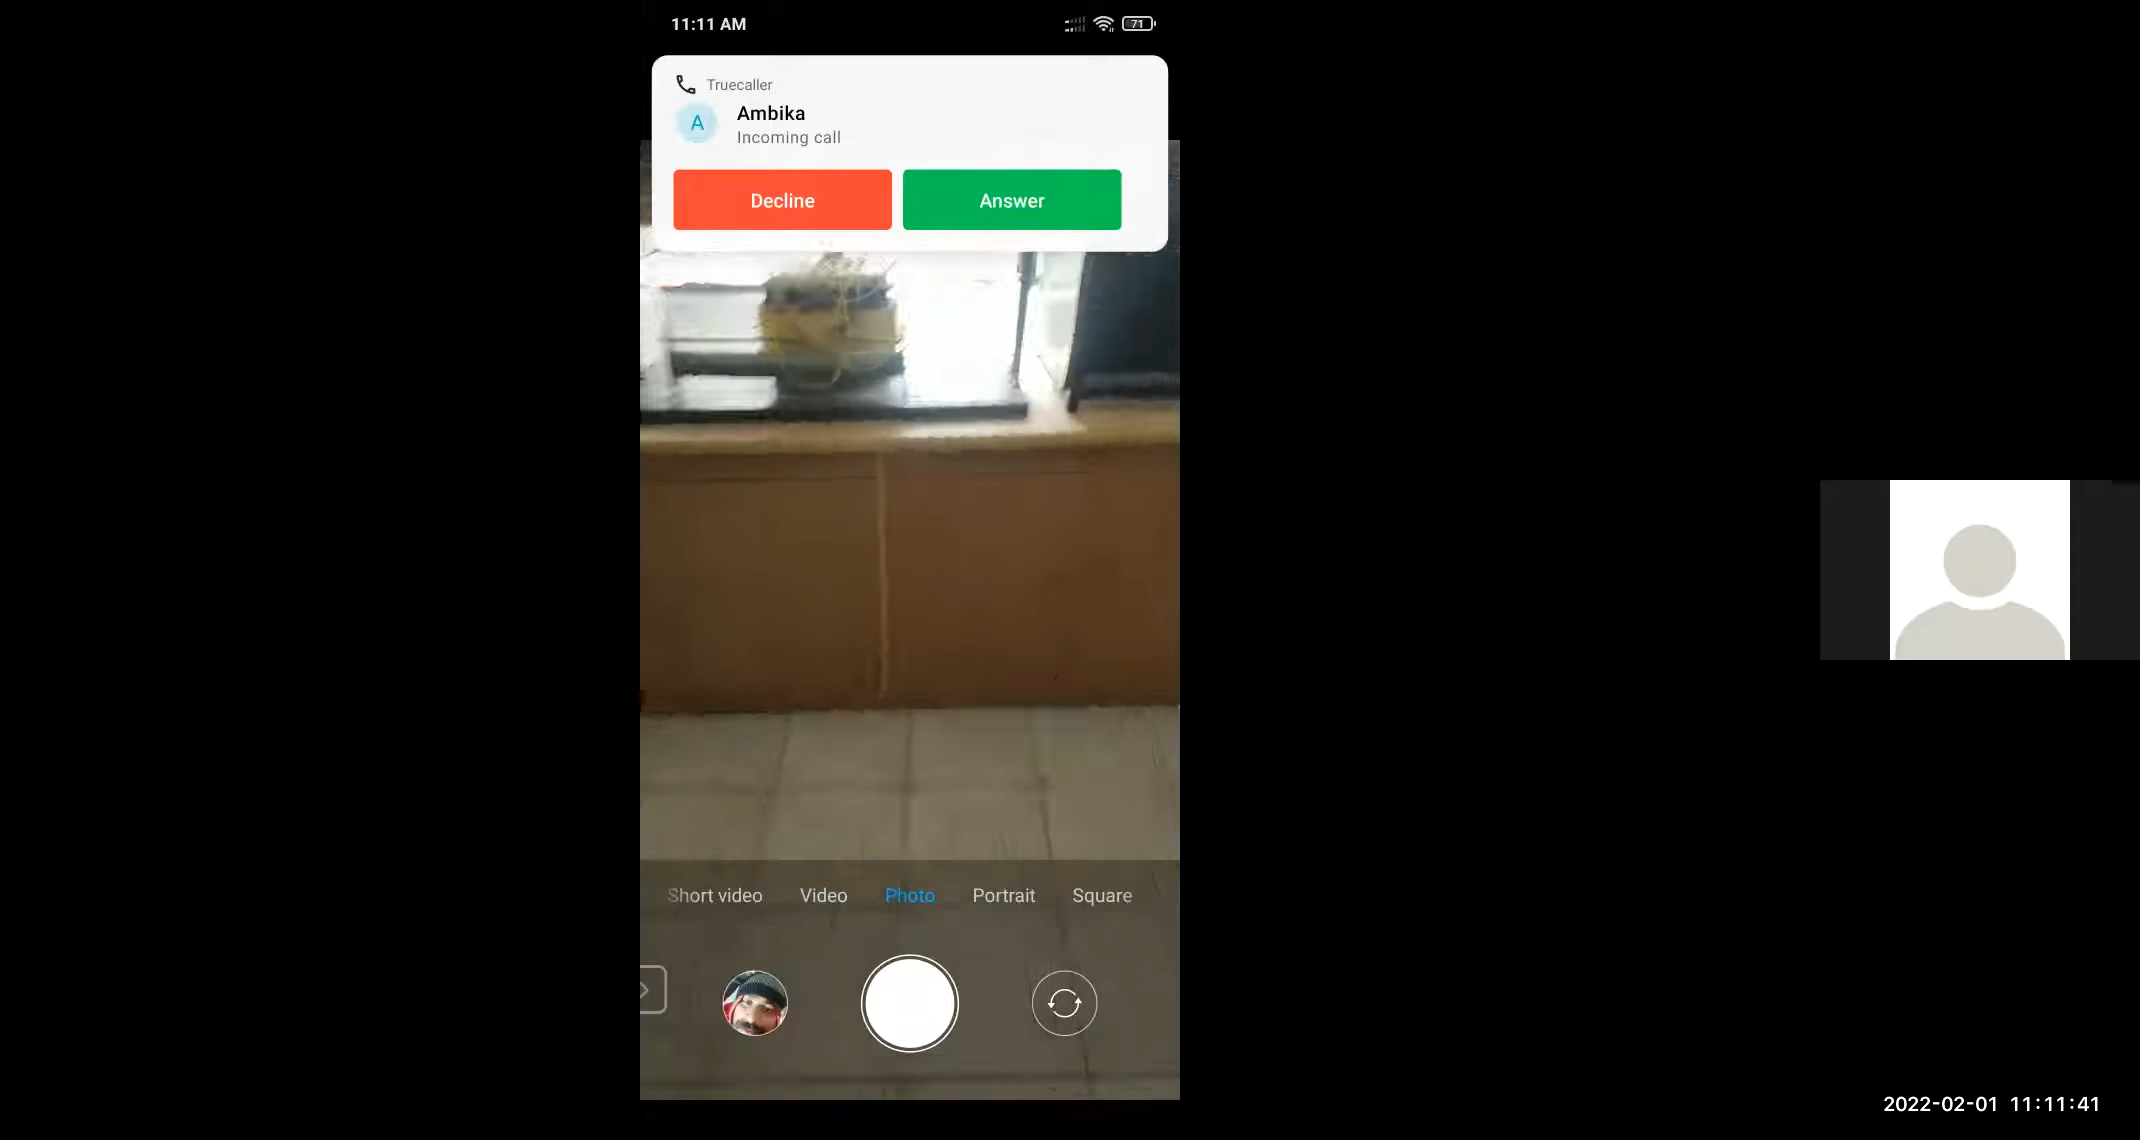 11:11 AM
71
Truecaller
A
Ambika
Incoming call
Decline Answer
Short video Video Photo Portrait Square
2022-02-01 11:11:41